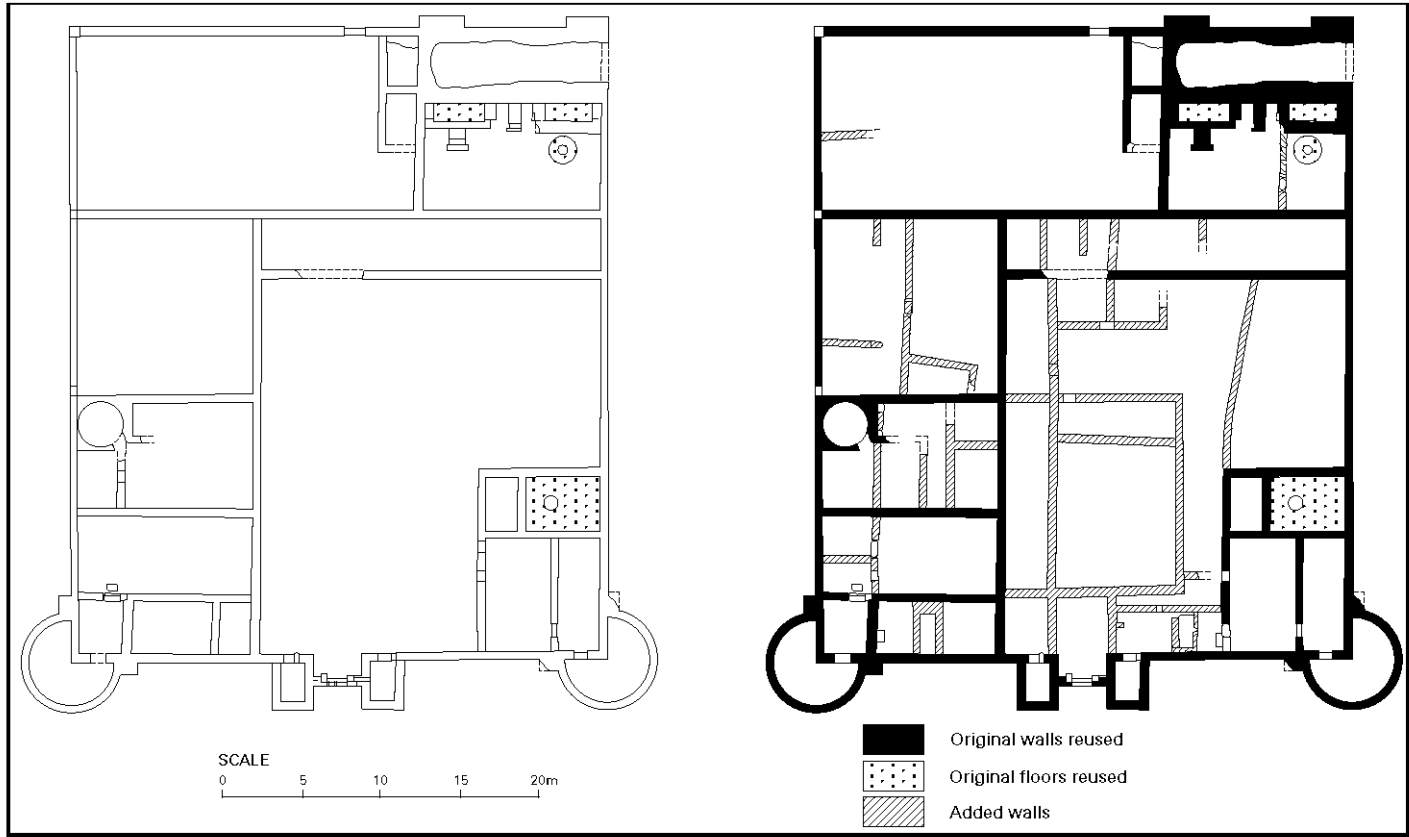 SCALE
0 5 10 15 20m
Original walls reused
Original floors reused
Added walls